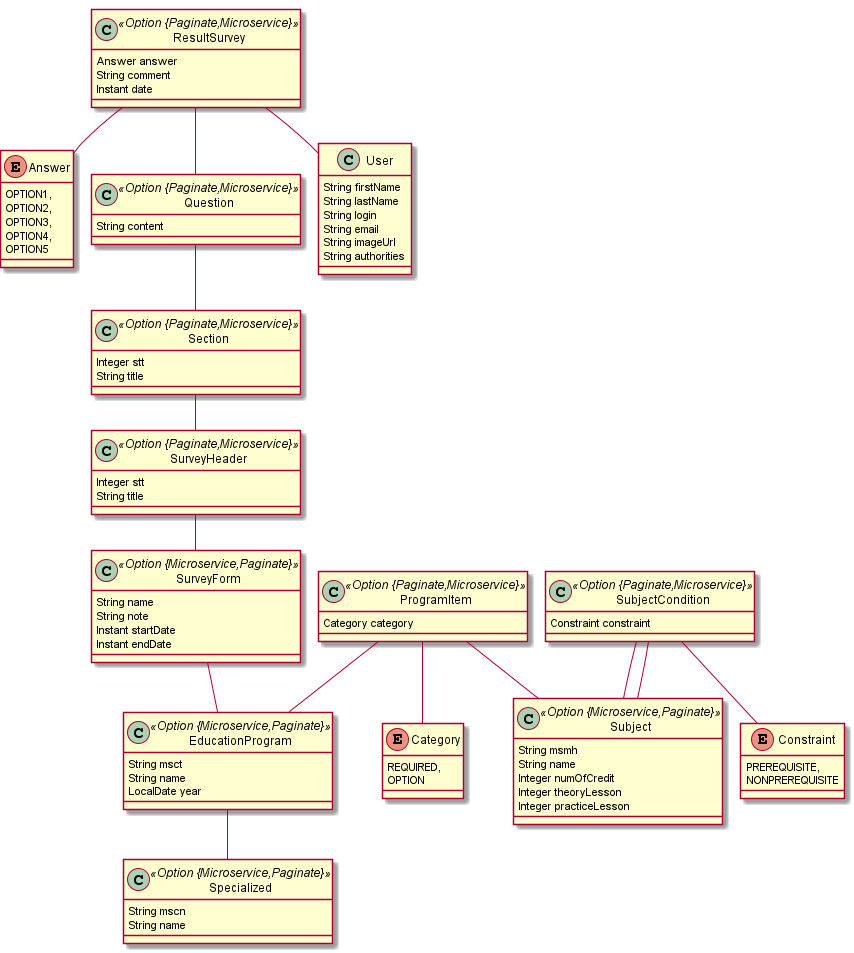 C «Option {Paginate,Microservice}»
ResultSurvey
Answer answer
String comment
Instant date
E Answer
OPTION1,
OPTION2,
OPTION3,
OPTION4,
OPTION5
C «Option {Paginate,Microservice}»
Question
String content
C User
String firstName
String lastName
String login
String email
String imageUrl
String authorities
C «Option {Paginate,Microservice}»
Section
Integer stt
String title
C «Option {Paginate,Microservice}»
SurveyHeader
Integer stt
String title
C «Option {Microservice,Paginate}»
SurveyForm
String name
String note
Instant startDate
Instant endDate
C «Option {Paginate,Microservice}»
ProgramItem
Category category
C «Option {Paginate,Microservice}»
SubjectCondition
Constraint constraint
C «Option {Microservice,Paginate}»
EducationProgram
String msct
String name
LocalDate year
E Category
REQUIRED,
OPTION
C «Option {Microservice,Paginate}»
Subject
String msmh
String name
Integer numOfCredit
Integer theoryLesson
Integer practiceLesson
E Constraint
PREREQUISITE,
NONPREREQUISITE
C «Option {Microservice,Paginate}»
Specialized
String mscn
String name